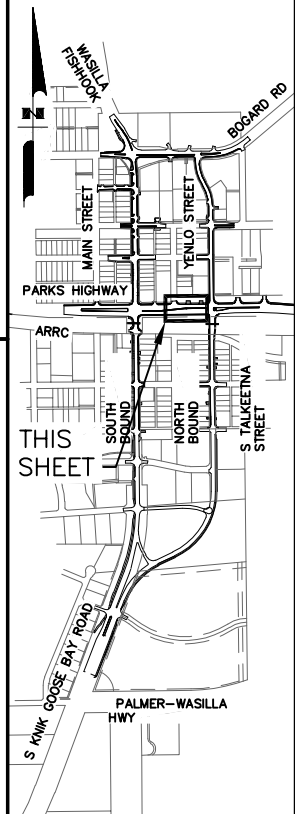 WASILLA
FISHHOOK
BOGARD RD
N
MAIN STREET
YENLO STREET
PARKS HIGHWAY
ARRC
THIS
SHEET
SOUTH
BOUND
NORTH
BOUND
S TALKEETNA
STREET
S KNIK GOOSE BAY ROAD
PALMER-WASILLA
HWY